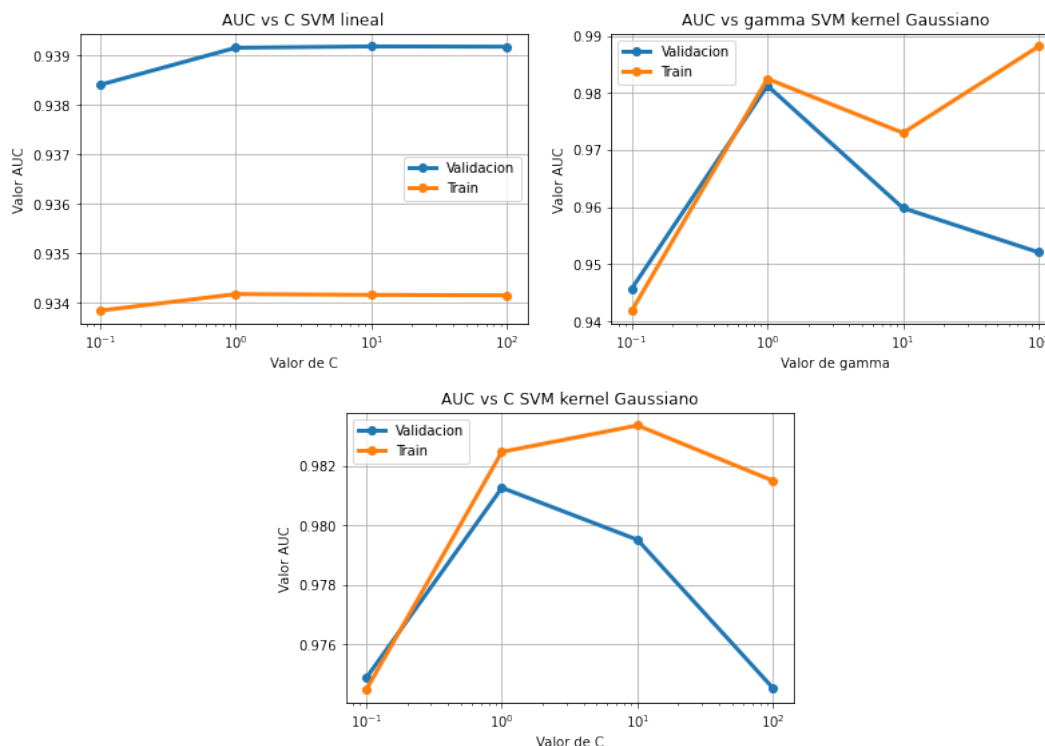 AUC vs C SVM lineal
0.939
0.938
0.937
0.936
0.935
0.934
Valor AUC
Validacion
Train
10⁻¹ 10⁰ 10¹ 10²
Valor de C
AUC vs gamma SVM kernel Gaussiano
0.99
0.98
0.97
0.96
0.95
0.94
Valor AUC
Validacion
Train
10⁻¹ 10⁰ 10¹ 10²
Valor de gamma
AUC vs C SVM kernel Gaussiano
0.982
0.980
0.978
0.976
Valor AUC
Validacion
Train
10⁻¹ 10⁰ 10¹ 10²
Valor de C